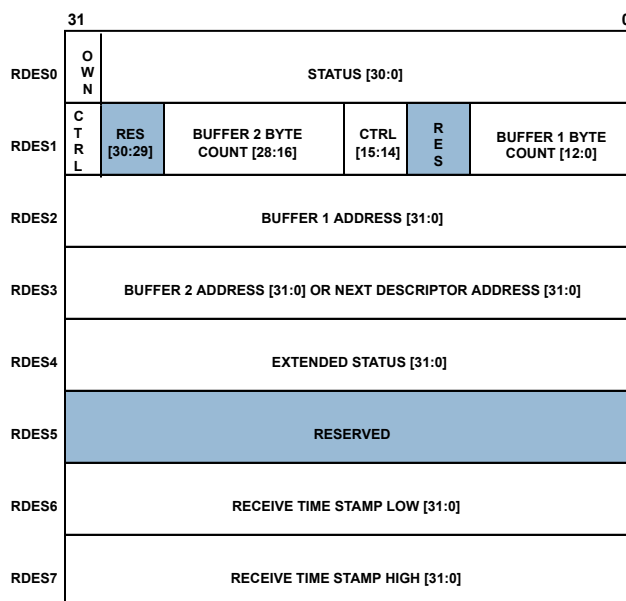 31 0
RDES0 OWN STATUS [30:0]
RDES1 CTRL RES [30:29] BUFFER 2 BYTE COUNT [28:16] CTRL [15:14] RES BUFFER 1 BYTE COUNT [12:0]
RDES2 BUFFER 1 ADDRESS [31:0]
RDES3 BUFFER 2 ADDRESS [31:0] OR NEXT DESCRIPTOR ADDRESS [31:0]
RDES4 EXTENDED STATUS [31:0]
RDES5 RESERVED
RDES6 RECEIVE TIME STAMP LOW [31:0]
RDES7 RECEIVE TIME STAMP HIGH [31:0]